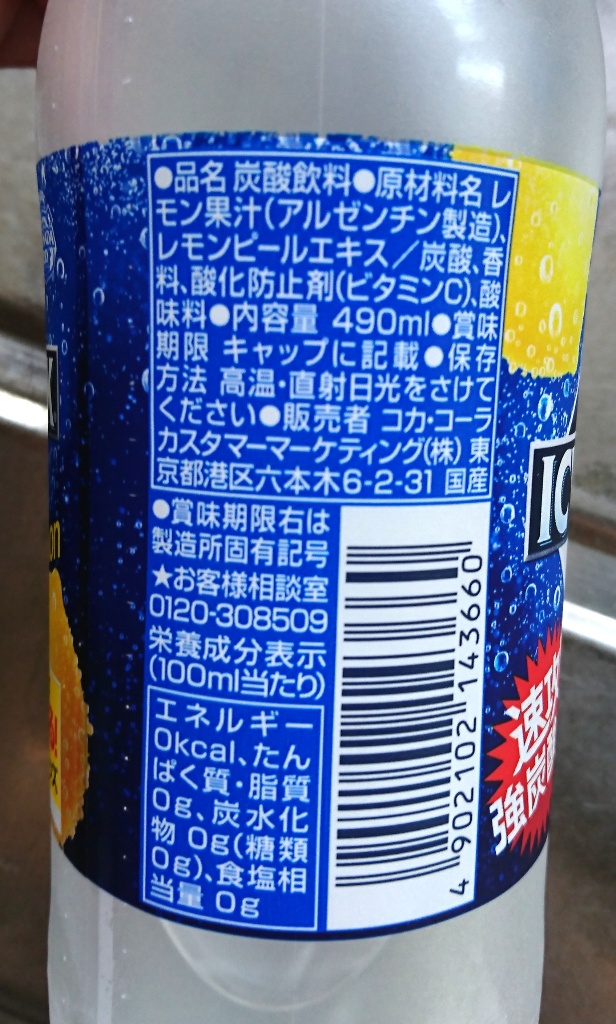 ●品名 炭酸飲料●原材料名 レ
モン果汁(アルゼンチン製造)、
レモンピールエキス/炭酸、香
料、酸化防止剤(ビタミンC)、酸
味料●内容量 490ml●賞味
期限 キャップに記載●保存
方法 高温・直射日光をさけて
ください●販売者 コカ・コーラ
カスタマーマーケティング(株) 東
京都港区六本木6-2-31 国産
●賞味期限右は
製造所固有記号
★お客様相談室
0120-308509
栄養成分表示
(100ml当たり)
エネルギー
0kcal、たん
ぱく質・脂質
0g、炭水化
物 0g(糖類
0g)、食塩相
当量 0g
4 902102 143660
IC
速攻
強炭酸